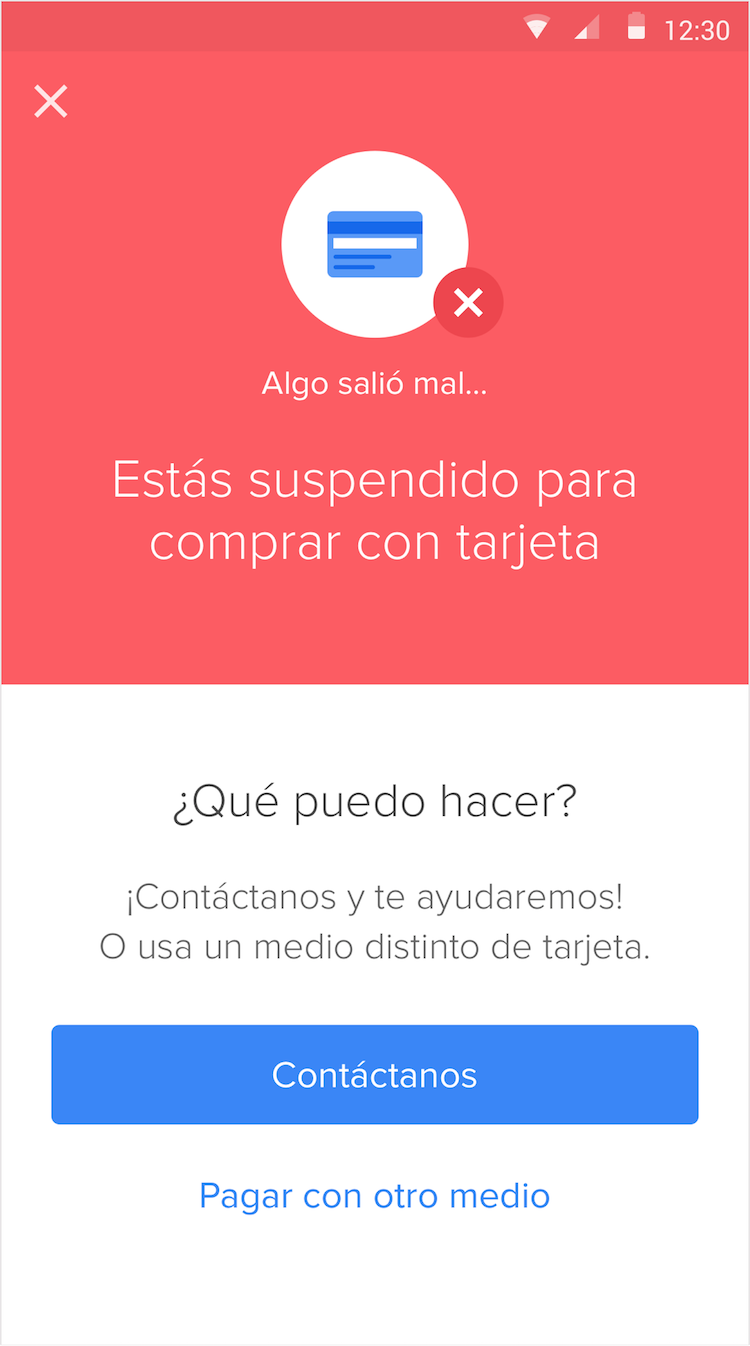 12:30
Algo salió mal...
Estás suspendido para
comprar con tarjeta
¿Qué puedo hacer?
¡Contáctanos y te ayudaremos!
O usa un medio distinto de tarjeta.
Contáctanos
Pagar con otro medio